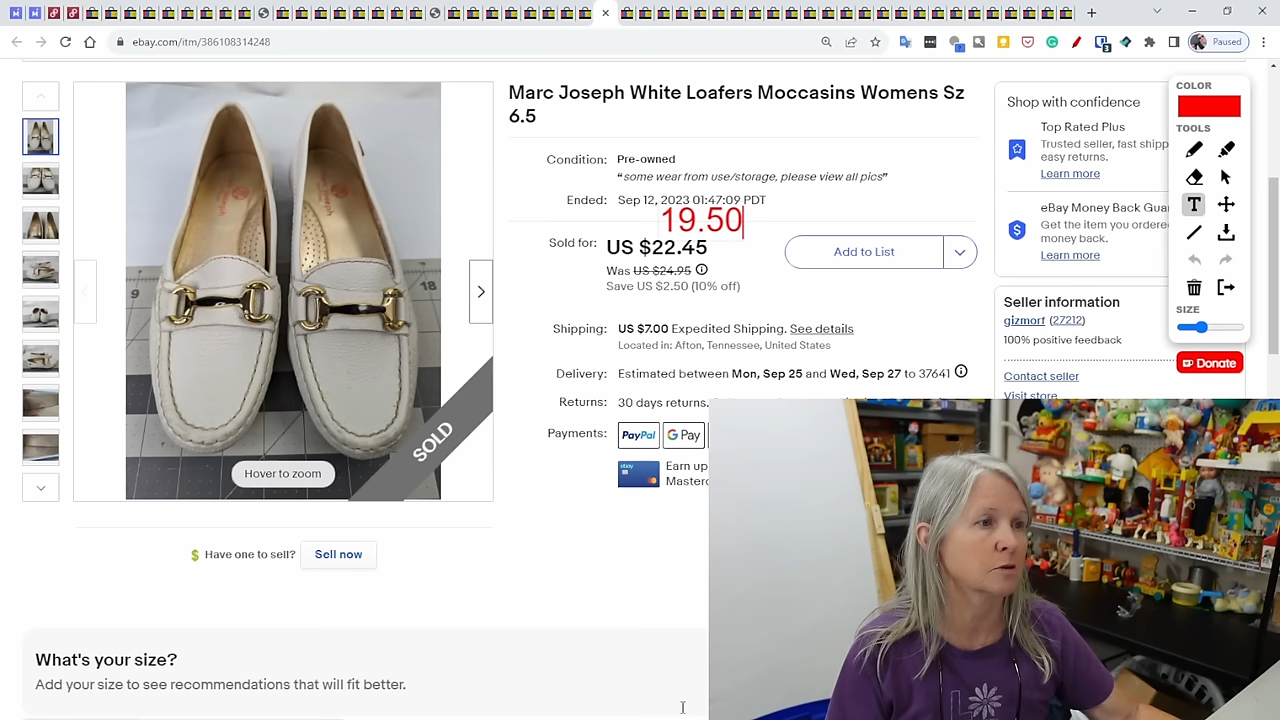 Paused
ebay.com/itm/386108314248
Marc Joseph White Loafers Moccasins Womens Sz
6.5
Condition: Pre-owned
“some wear from use/storage, please view all pics”
Ended: Sep 12, 2023 01:47:09 PDT
19.50
Sold for: US $22.45
Was US $24.95
Save US $2.50 (10% off)
Add to List
Shipping: US $7.00 Expedited Shipping. See details
Located in: Afton, Tennessee, United States
Delivery: Estimated between Mon, Sep 25 and Wed, Sep 27 to 37641
Returns: 30 days returns.
Payments: PayPal G Pay
ebay
Earn up
Masterc
9
18
SOLD
Hover to zoom
Have one to sell? Sell now
What's your size?
Add your size to see recommendations that will fit better.
Shop with confidence
Top Rated Plus
Trusted seller, fast shipp
easy returns.
Learn more
eBay Money Back Guar
Get the item you ordered
money back.
Learn more
Seller information
gizmorf (27212)
100% positive feedback
Contact seller
Visit store
COLOR
TOOLS
T
SIZE
Donate